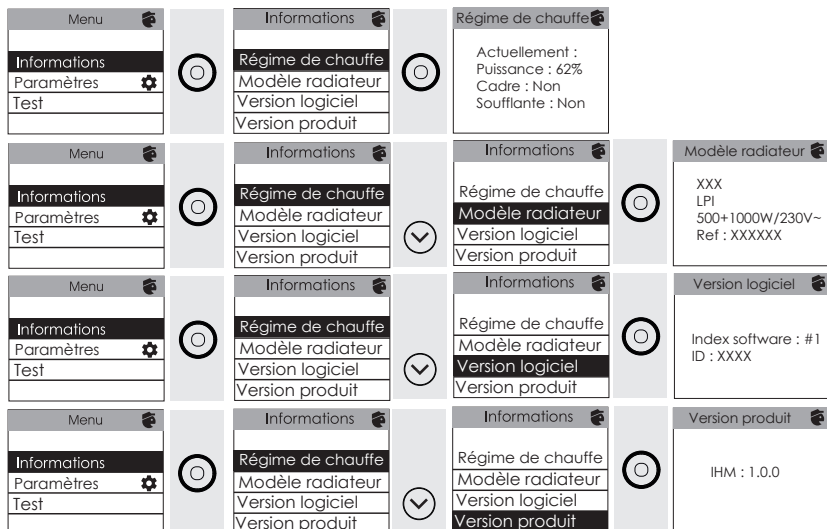 Menu
Informations
Paramètres
Test
Informations
Régime de chauffe
Modèle radiateur
Version logiciel
Version produit
Régime de chauffe
Actuellement :
Puissance : 62%
Cadre : Non
Soufflante : Non
Menu
Informations
Paramètres
Test
Informations
Régime de chauffe
Modèle radiateur
Version logiciel
Version produit
Informations
Régime de chauffe
Modèle radiateur
Version logiciel
Version produit
Modèle radiateur
XXX
LPI
500+1000W/230V~
Ref : XXXXXX
Menu
Informations
Paramètres
Test
Informations
Régime de chauffe
Modèle radiateur
Version logiciel
Version produit
Informations
Régime de chauffe
Modèle radiateur
Version logiciel
Version produit
Version logiciel
Index software : #1
ID : XXXX
Menu
Informations
Paramètres
Test
Informations
Régime de chauffe
Modèle radiateur
Version logiciel
Version produit
Informations
Régime de chauffe
Modèle radiateur
Version logiciel
Version produit
Version produit
IHM : 1.0.0